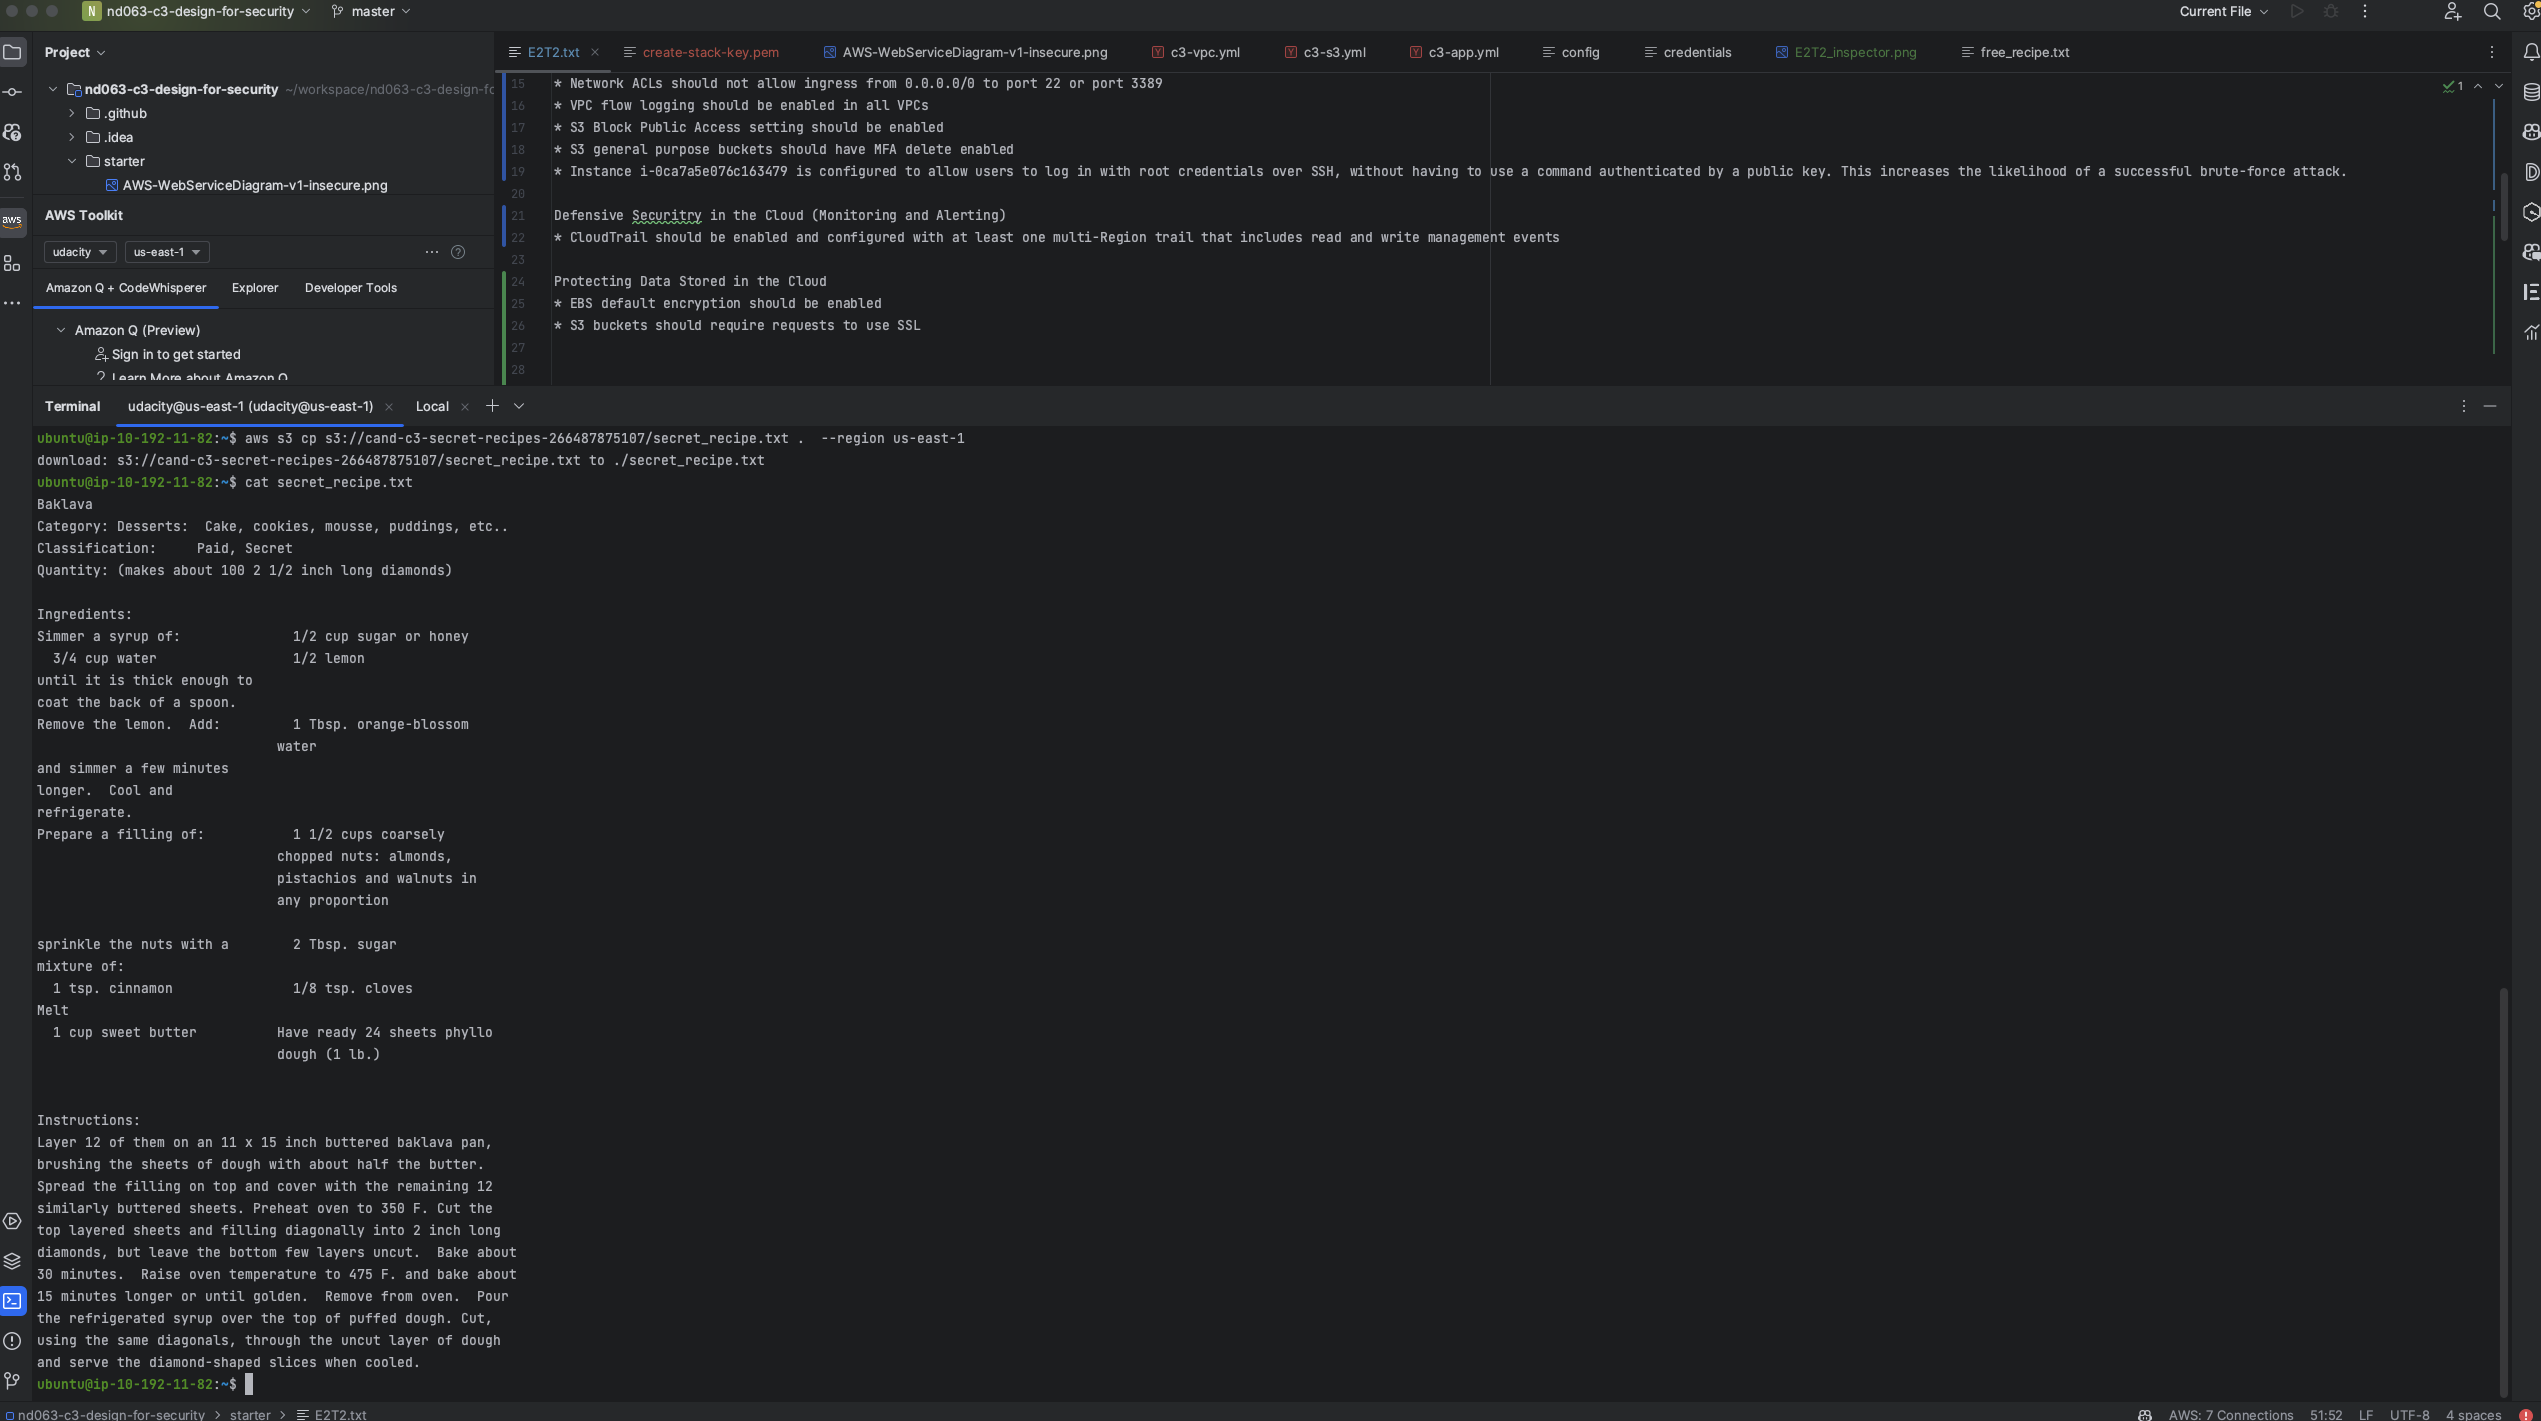 nd063-c3-design-for-security
master
Current File
Project
E2T2.txt
create-stack-key.pem
AWS-WebServiceDiagram-v1-insecure.png
c3-vpc.yml
c3-s3.yml
c3-app.yml
config
credentials
E2T2_inspector.png
free_recipe.txt
nd063-c3-design-for-security ~/workspace/nd063-c3-design-fo
.github
.idea
starter
AWS-WebServiceDiagram-v1-insecure.png
AWS Toolkit
udacity
us-east-1
Amazon Q + CodeWhisperer
Explorer
Developer Tools
Amazon Q (Preview)
Sign in to get started
Learn More about Amazon Q
15 * Network ACLs should not allow ingress from 0.0.0.0/0 to port 22 or port 3389
16 * VPC flow logging should be enabled in all VPCs
17 * S3 Block Public Access setting should be enabled
18 * S3 general purpose buckets should have MFA delete enabled
19 * Instance i-0ca7a5e076c163479 is configured to allow users to log in with root credentials over SSH, without having to use a command authenticated by a public key. This increases the likelihood of a successful brute-force attack.
20
21 Defensive Securitry in the Cloud (Monitoring and Alerting)
22 * CloudTrail should be enabled and configured with at least one multi-Region trail that includes read and write management events
23
24 Protecting Data Stored in the Cloud
25 * EBS default encryption should be enabled
26 * S3 buckets should require requests to use SSL
27
28
1
Terminal
udacity@us-east-1 (udacity@us-east-1)
Local
ubuntu@ip-10-192-11-82:~$ aws s3 cp s3://cand-c3-secret-recipes-266487875107/secret_recipe.txt .  --region us-east-1
download: s3://cand-c3-secret-recipes-266487875107/secret_recipe.txt to ./secret_recipe.txt
ubuntu@ip-10-192-11-82:~$ cat secret_recipe.txt
Baklava
Category: Desserts:  Cake, cookies, mousse, puddings, etc..
Classification:     Paid, Secret
Quantity: (makes about 100 2 1/2 inch long diamonds)
Ingredients:
Simmer a syrup of:              1/2 cup sugar or honey
3/4 cup water                 1/2 lemon
until it is thick enough to
coat the back of a spoon.
Remove the lemon.  Add:         1 Tbsp. orange-blossom
water
and simmer a few minutes
longer.  Cool and
refrigerate.
Prepare a filling of:           1 1/2 cups coarsely
chopped nuts: almonds,
pistachios and walnuts in
any proportion
sprinkle the nuts with a        2 Tbsp. sugar
mixture of:
1 tsp. cinnamon               1/8 tsp. cloves
Melt
1 cup sweet butter          Have ready 24 sheets phyllo
dough (1 lb.)
Instructions:
Layer 12 of them on an 11 x 15 inch buttered baklava pan,
brushing the sheets of dough with about half the butter.
Spread the filling on top and cover with the remaining 12
similarly buttered sheets. Preheat oven to 350 F. Cut the
top layered sheets and filling diagonally into 2 inch long
diamonds, but leave the bottom few layers uncut.  Bake about
30 minutes.  Raise oven temperature to 475 F. and bake about
15 minutes longer or until golden.  Remove from oven.  Pour
the refrigerated syrup over the top of puffed dough. Cut,
using the same diagonals, through the uncut layer of dough
and serve the diamond-shaped slices when cooled.
ubuntu@ip-10-192-11-82:~$
nd063-c3-design-for-security > starter > E2T2.txt
AWS: 7 Connections
51:52
LF
UTF-8
4 spaces